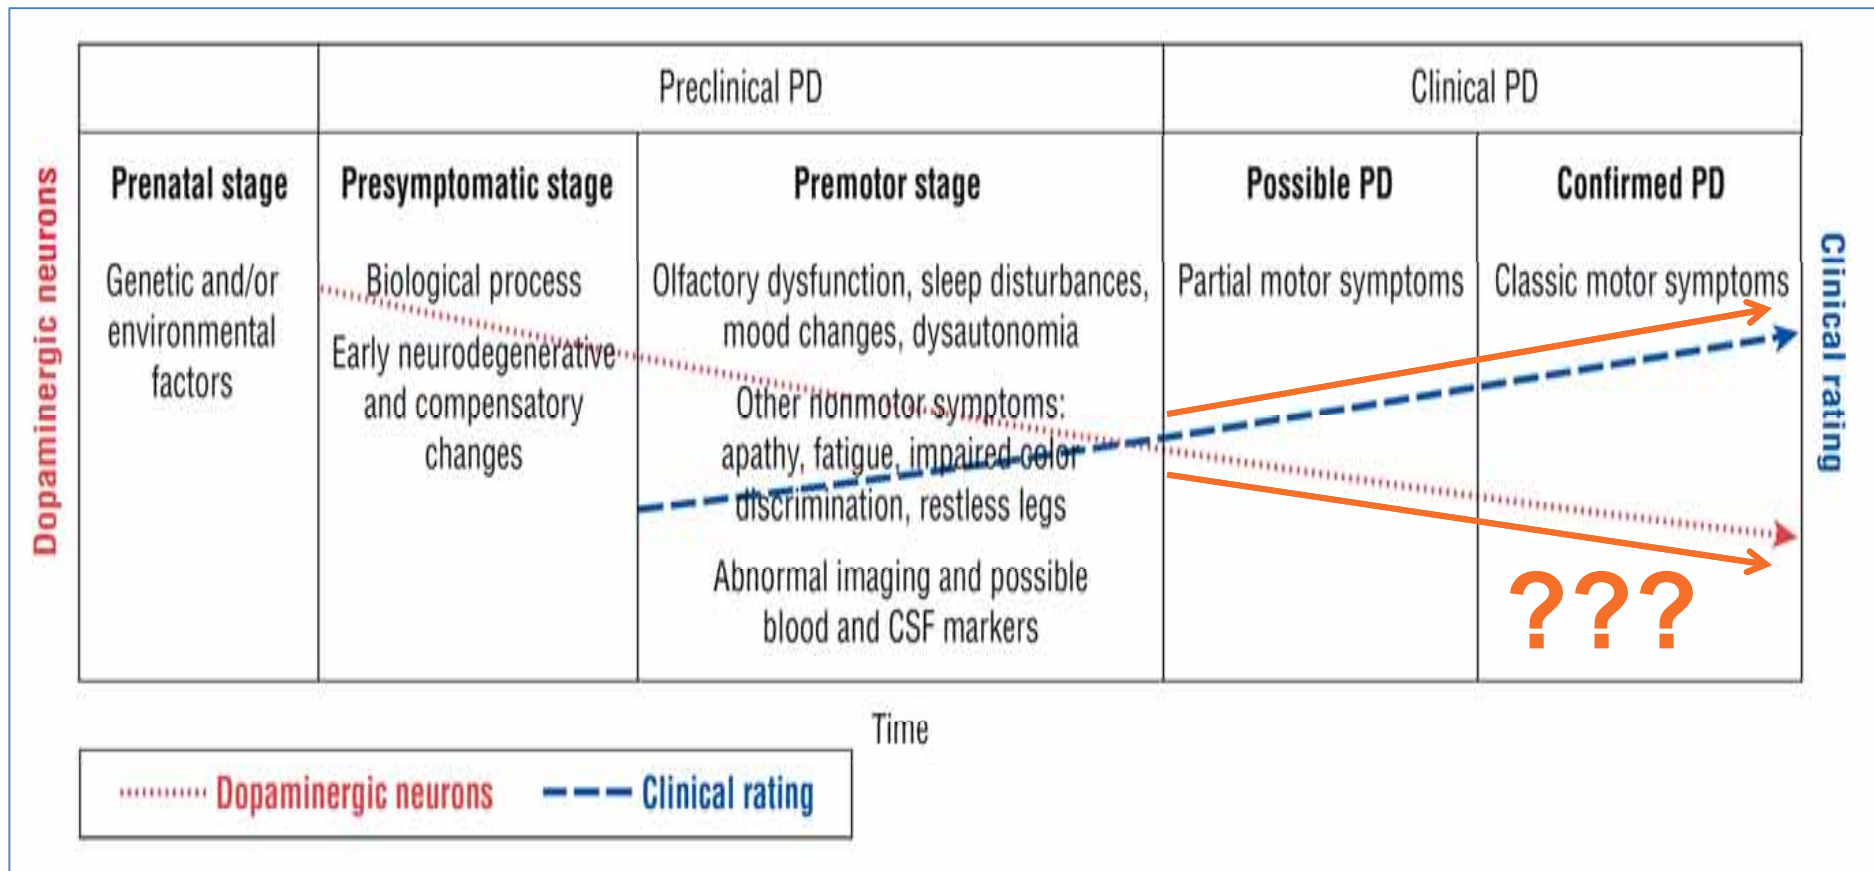 Preclinical PD
Clinical PD
Dopaminergic neurons
Prenatal stage
Genetic and/or
environmental
factors
Presymptomatic stage
Biological process
Early neurodegenerative
and compensatory
changes
Premotor stage
Olfactory dysfunction, sleep disturbances,
mood changes, dysautonomia
Other nonmotor symptoms:
apathy, fatigue, impaired color
discrimination, restless legs
Abnormal imaging and possible
blood and CSF markers
Possible PD
Partial motor symptoms
Confirmed PD
Classic motor symptoms
???
Clinical rating
Time
Dopaminergic neurons
Clinical rating